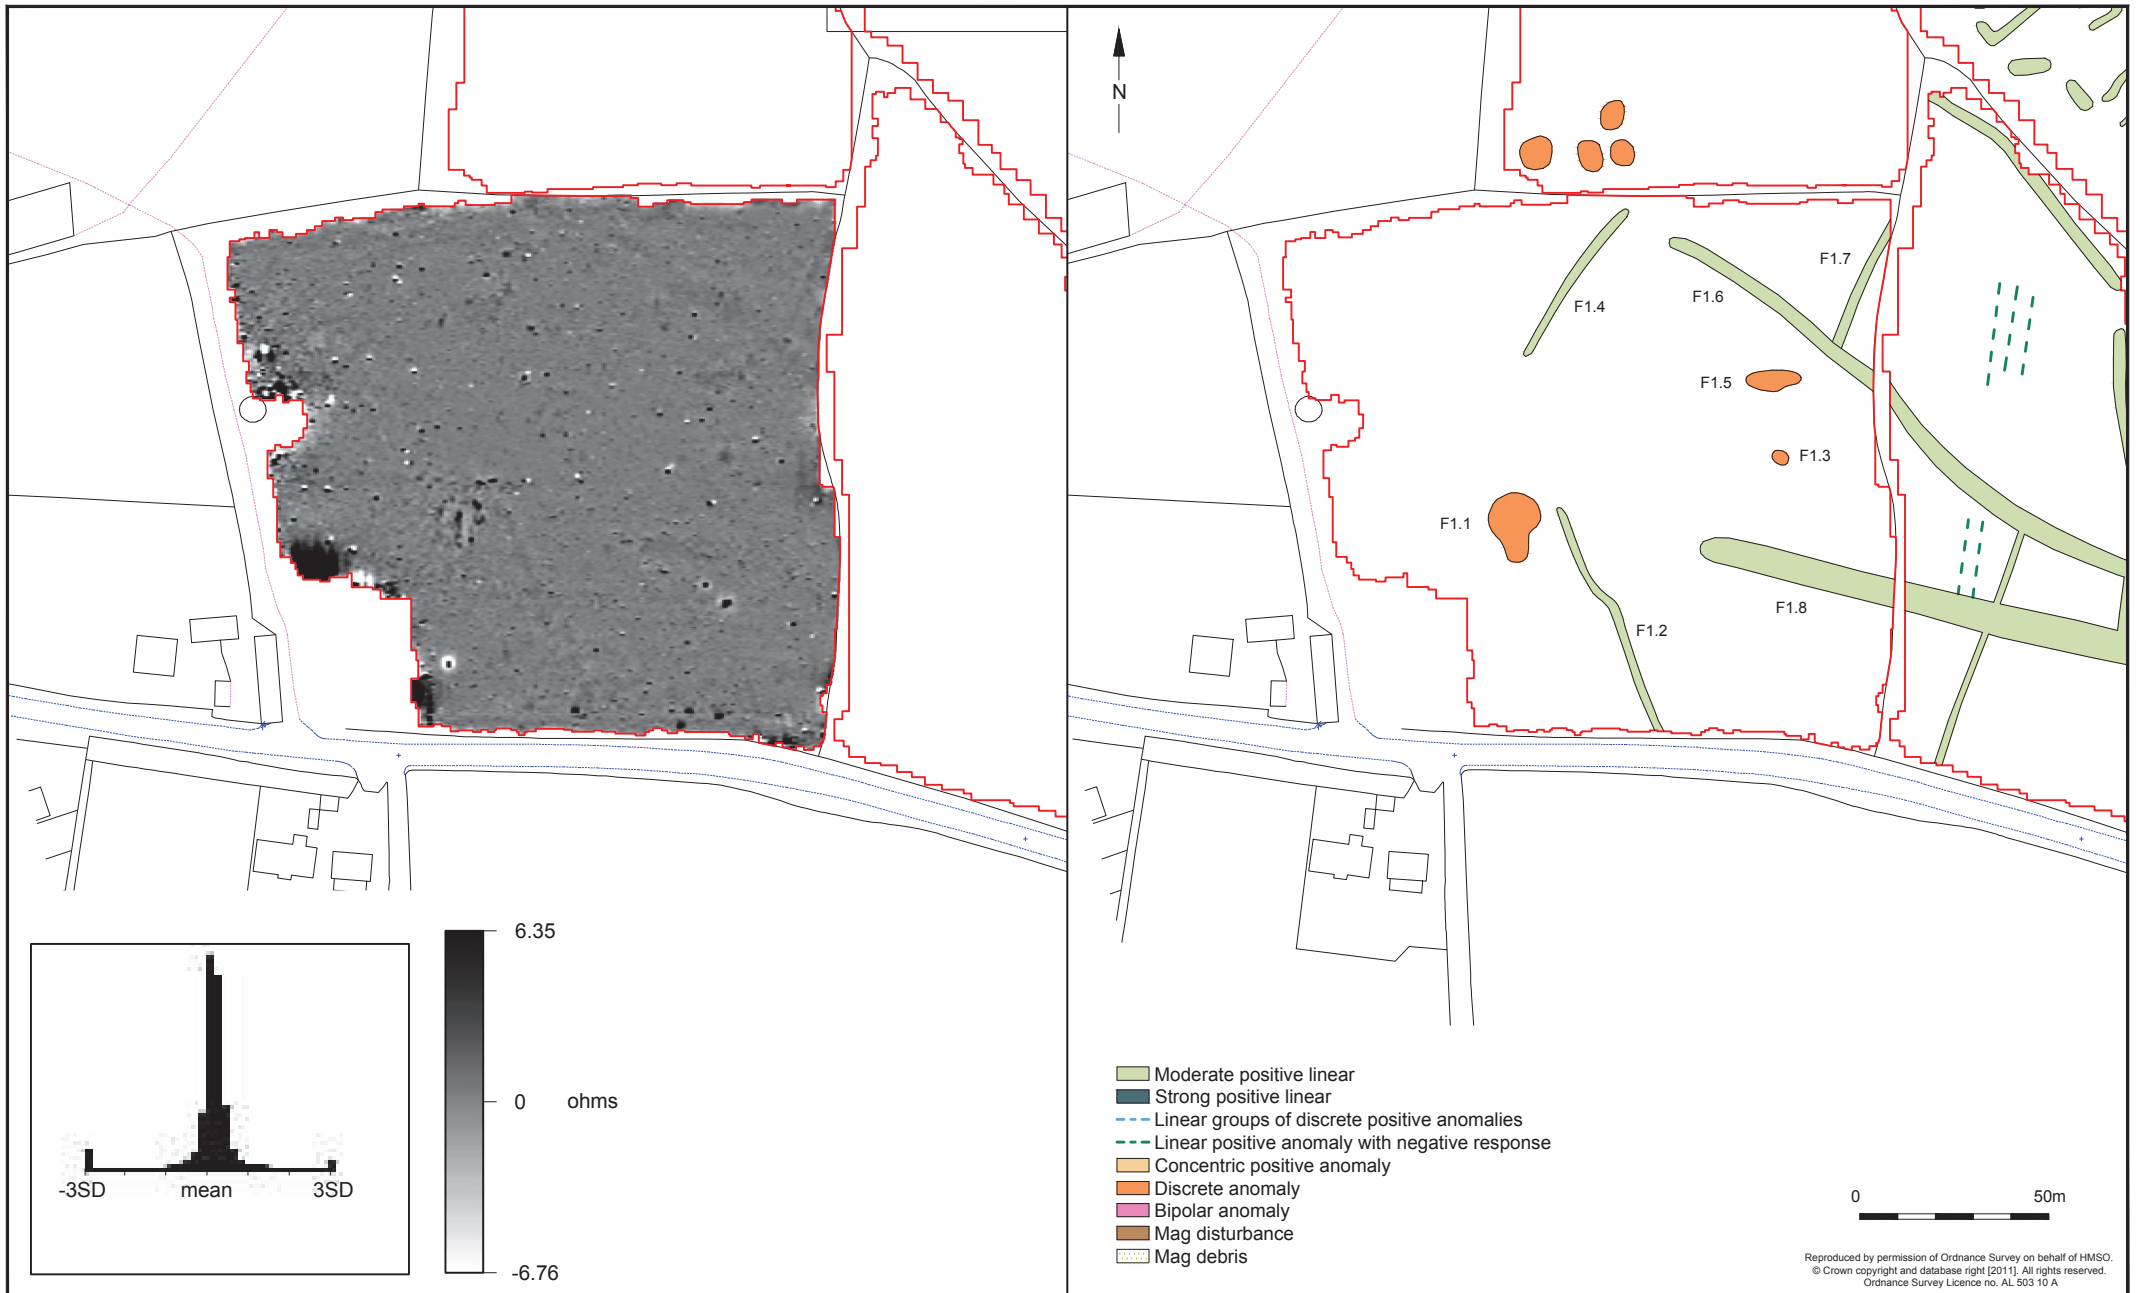 N
F1.7
F1.6
F1.4
F1.5
F1.3
F1.1
F1.8
F1.2
6.35
0 ohms
-6.76
-3SD mean 3SD
Moderate positive linear
Strong positive linear
Linear groups of discrete positive anomalies
Linear positive anomaly with negative response
Concentric positive anomaly
Discrete anomaly
Bipolar anomaly
Mag disturbance
Mag debris
0 50m
Reproduced by permission of Ordnance Survey on behalf of HMSO.
© Crown copyright and database right [2011]. All rights reserved.
Ordnance Survey Licence no. AL 503 10 A